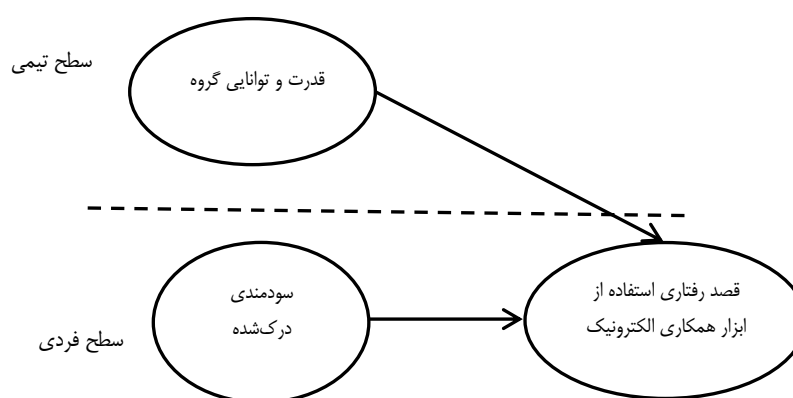 سطح تیمی
قدرت و توانایی گروه
قصد رفتاری استفاده از
ابزار همکاری الکترونیک
سودمندی
درک‌شده
سطح فردی